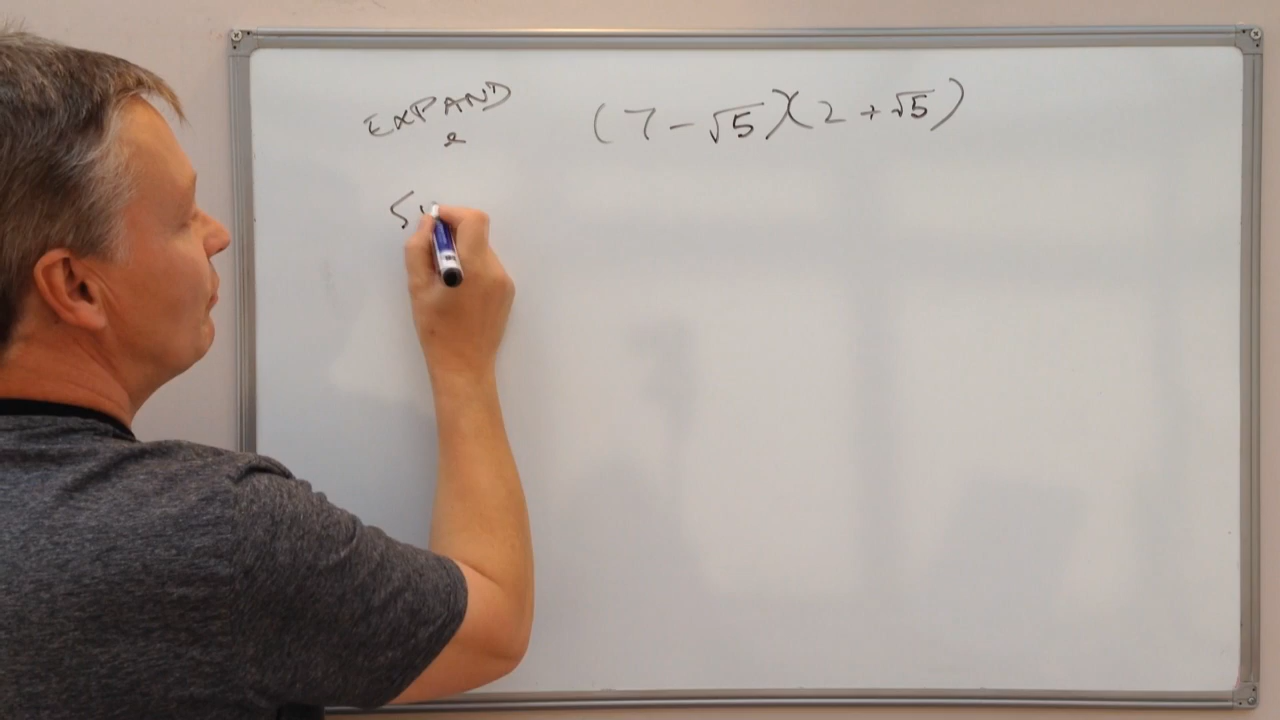 EXPAND (7 - √5)(2 + √5)
&